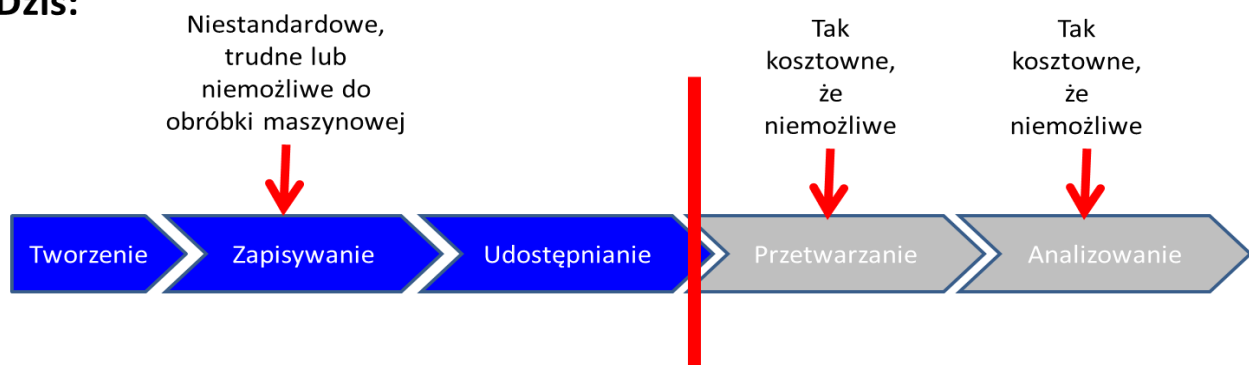 Dziś:
Niestandardowe,
trudne lub
niemożliwe do
obróbki maszynowej
Tak
kosztowne,
że
niemożliwe
Tak
kosztowne,
że
niemożliwe
Tworzenie
Zapisywanie
Udostępnianie
Przetwarzanie
Analizowanie